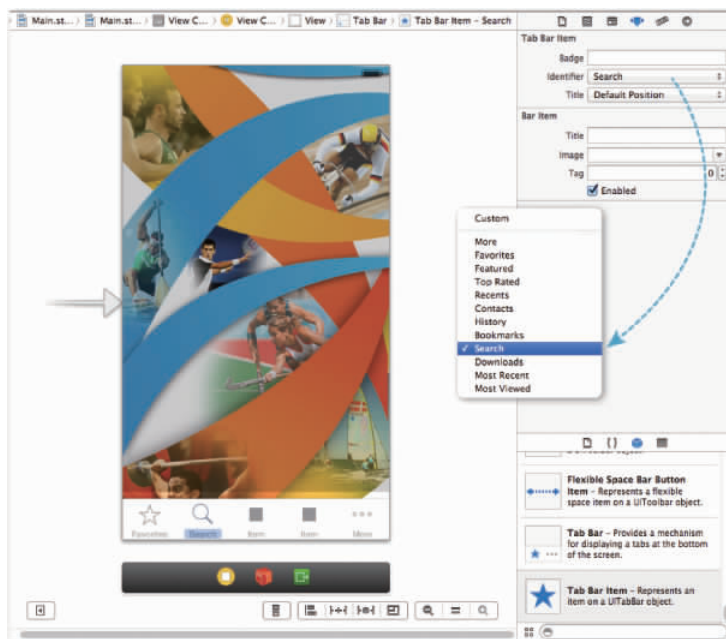 Main.st... Main.st... View C... View C... View Tab Bar Tab Bar Item – Search
Tab Bar Item
Badge
Identifier Search
Title Default Position
Bar Item
Title
Image
Tag 0
Enabled
Custom
More
Favorites
Featured
Top Rated
Recents
Contacts
History
Bookmarks
✓ Search
Downloads
Most Recent
Most Viewed
Favorites Search Item Item More
Flexible Space Bar Button
Item – Represents a flexible
space item on a UIToolbar object.
Tab Bar – Provides a mechanism
for displaying a tabs at the bottom
of the screen.
Tab Bar Item – Represents an
item on a UITabBar object.